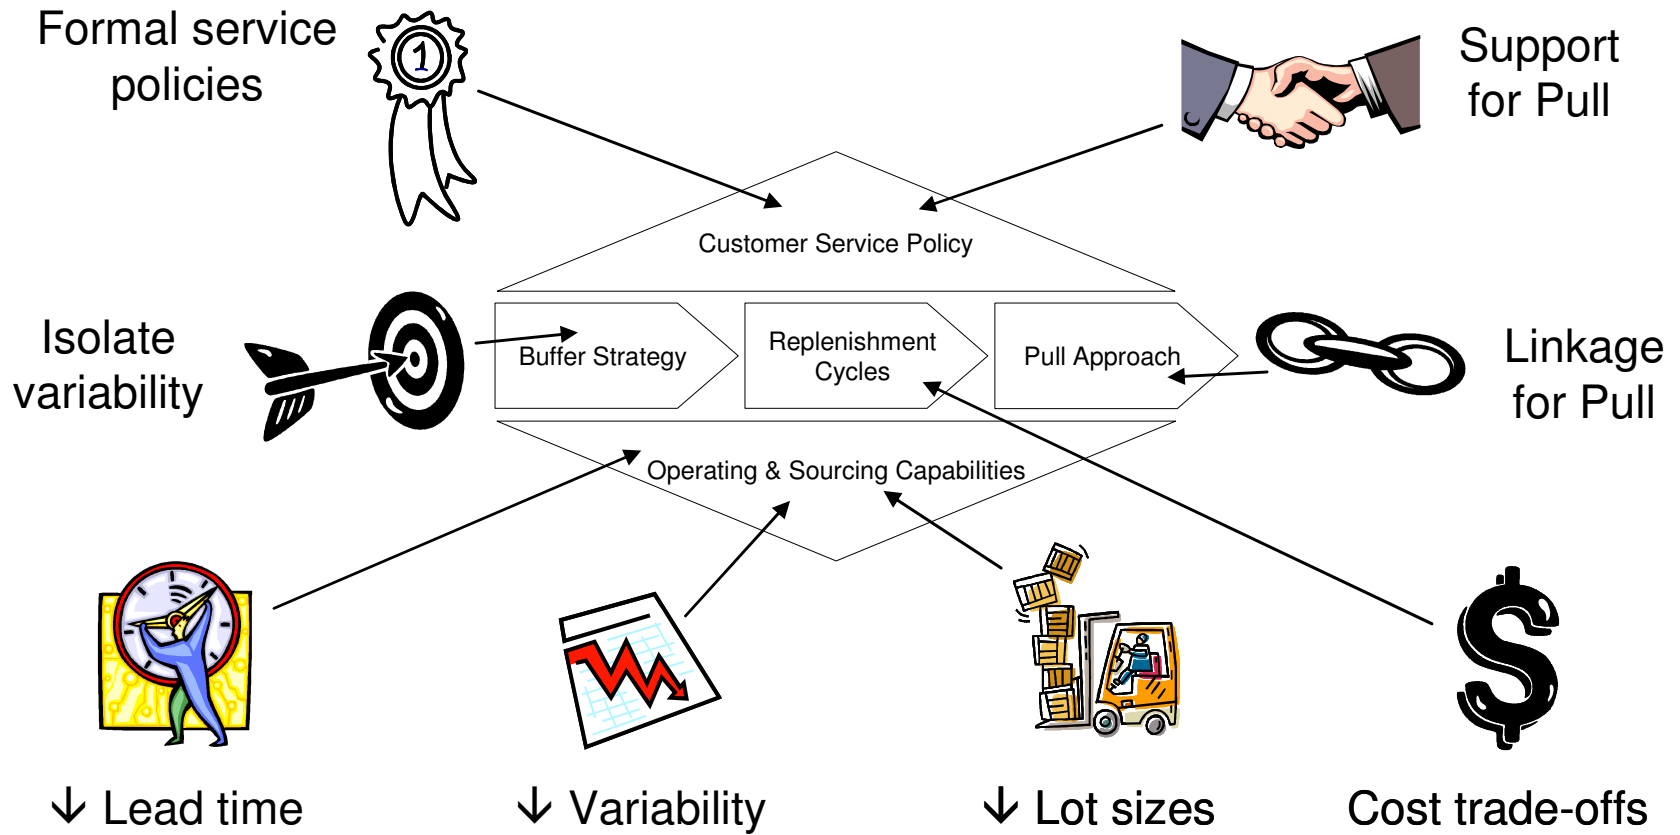 Formal service
policies
1
Support
for Pull
Customer Service Policy
Isolate
variability
Buffer Strategy
Replenishment
Cycles
Pull Approach
Linkage
for Pull
Operating & Sourcing Capabilities
$
↓ Lead time
↓ Variability
↓ Lot sizes
Cost trade-offs